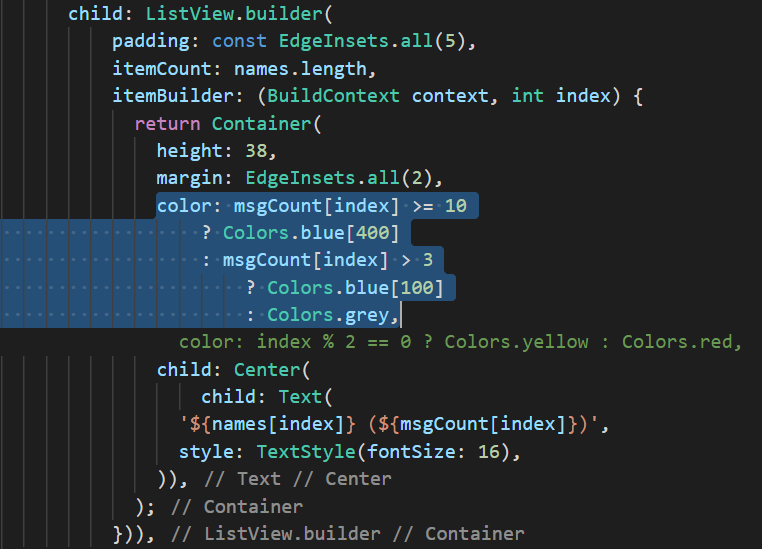 child: ListView.builder(
padding: const EdgeInsets.all(5),
itemCount: names.length,
itemBuilder: (BuildContext context, int index) {
return Container(
height: 38,
margin: EdgeInsets.all(2),
color: msgCount[index] >= 10
? Colors.blue[400]
: msgCount[index] > 3
? Colors.blue[100]
: Colors.grey,
color: index % 2 == 0 ? Colors.yellow : Colors.red,
child: Center(
child: Text(
'${names[index]} (${msgCount[index]})',
style: TextStyle(fontSize: 16),
)), // Text // Center
); // Container
})), // ListView.builder // Container